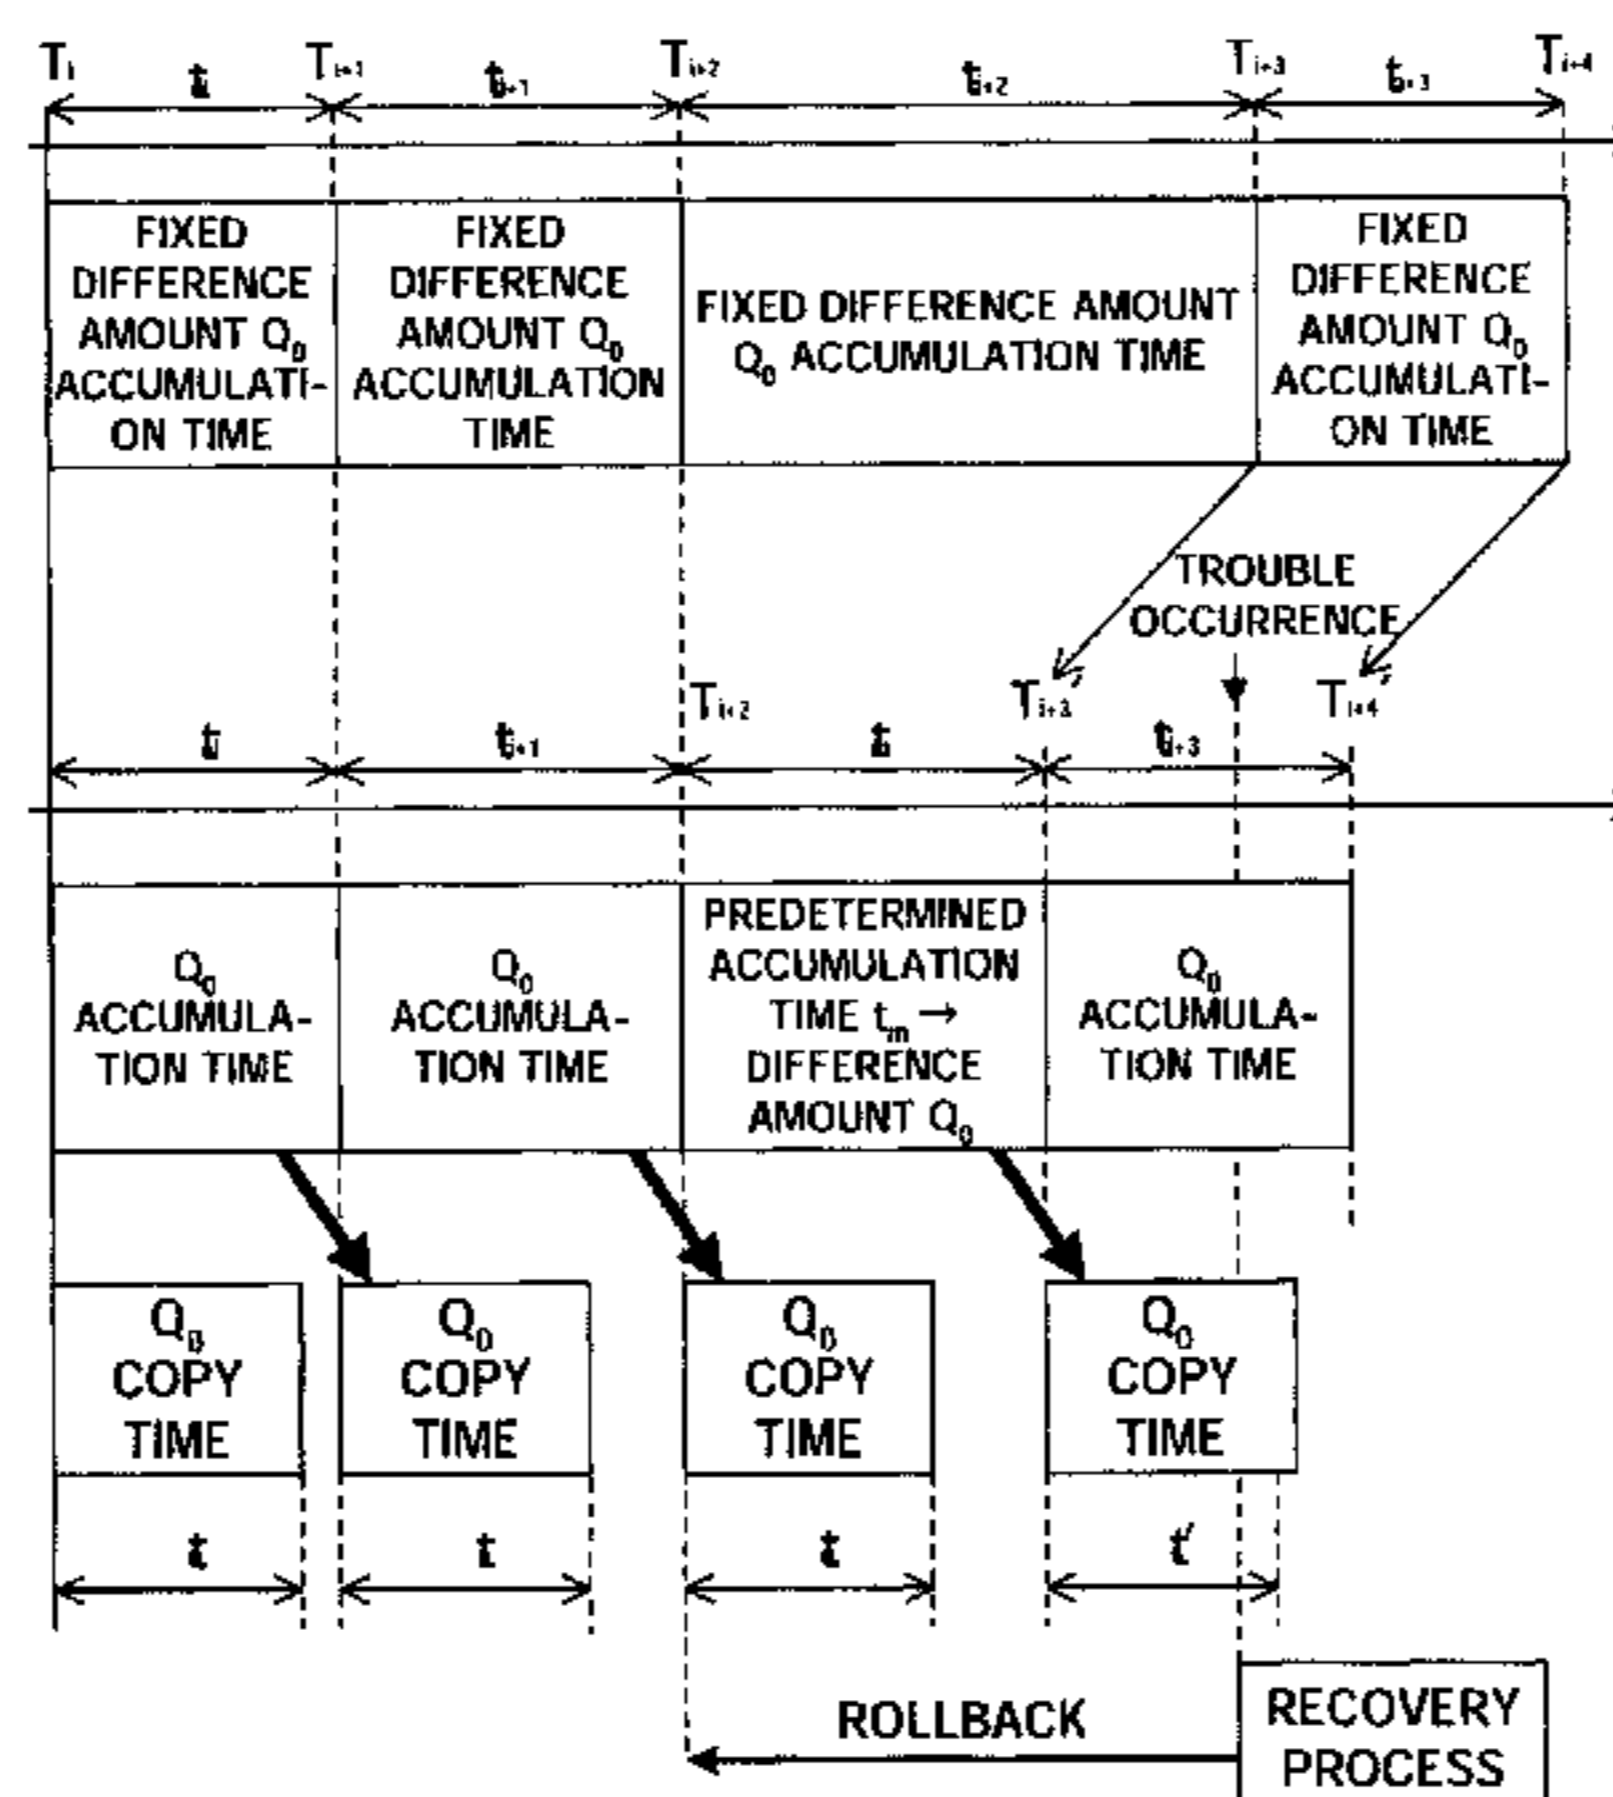 Ti ti Ti+1 ti+1 Ti+2 ti+2 Ti+3 ti+3 Ti+4
FIXED
DIFFERENCE
AMOUNT Q0
ACCUMULATI-
ON TIME
FIXED
DIFFERENCE
AMOUNT Q0
ACCUMULATION
TIME
FIXED DIFFERENCE AMOUNT
Q0 ACCUMULATION TIME
FIXED
DIFFERENCE
AMOUNT Q0
ACCUMULATI-
ON TIME
TROUBLE
OCCURRENCE
Ti+2 Ti+3' Ti+4'
ti ti+1 t ti+3
Q0
ACCUMULA-
TION TIME
Q0
ACCUMULA-
TION TIME
PREDETERMINED
ACCUMULATION
TIME tm →
DIFFERENCE
AMOUNT Q0
Q0
ACCUMULA-
TION TIME
Q0
COPY
TIME
Q0
COPY
TIME
Q0
COPY
TIME
Q0
COPY
TIME
t t t t'
ROLLBACK
RECOVERY
PROCESS